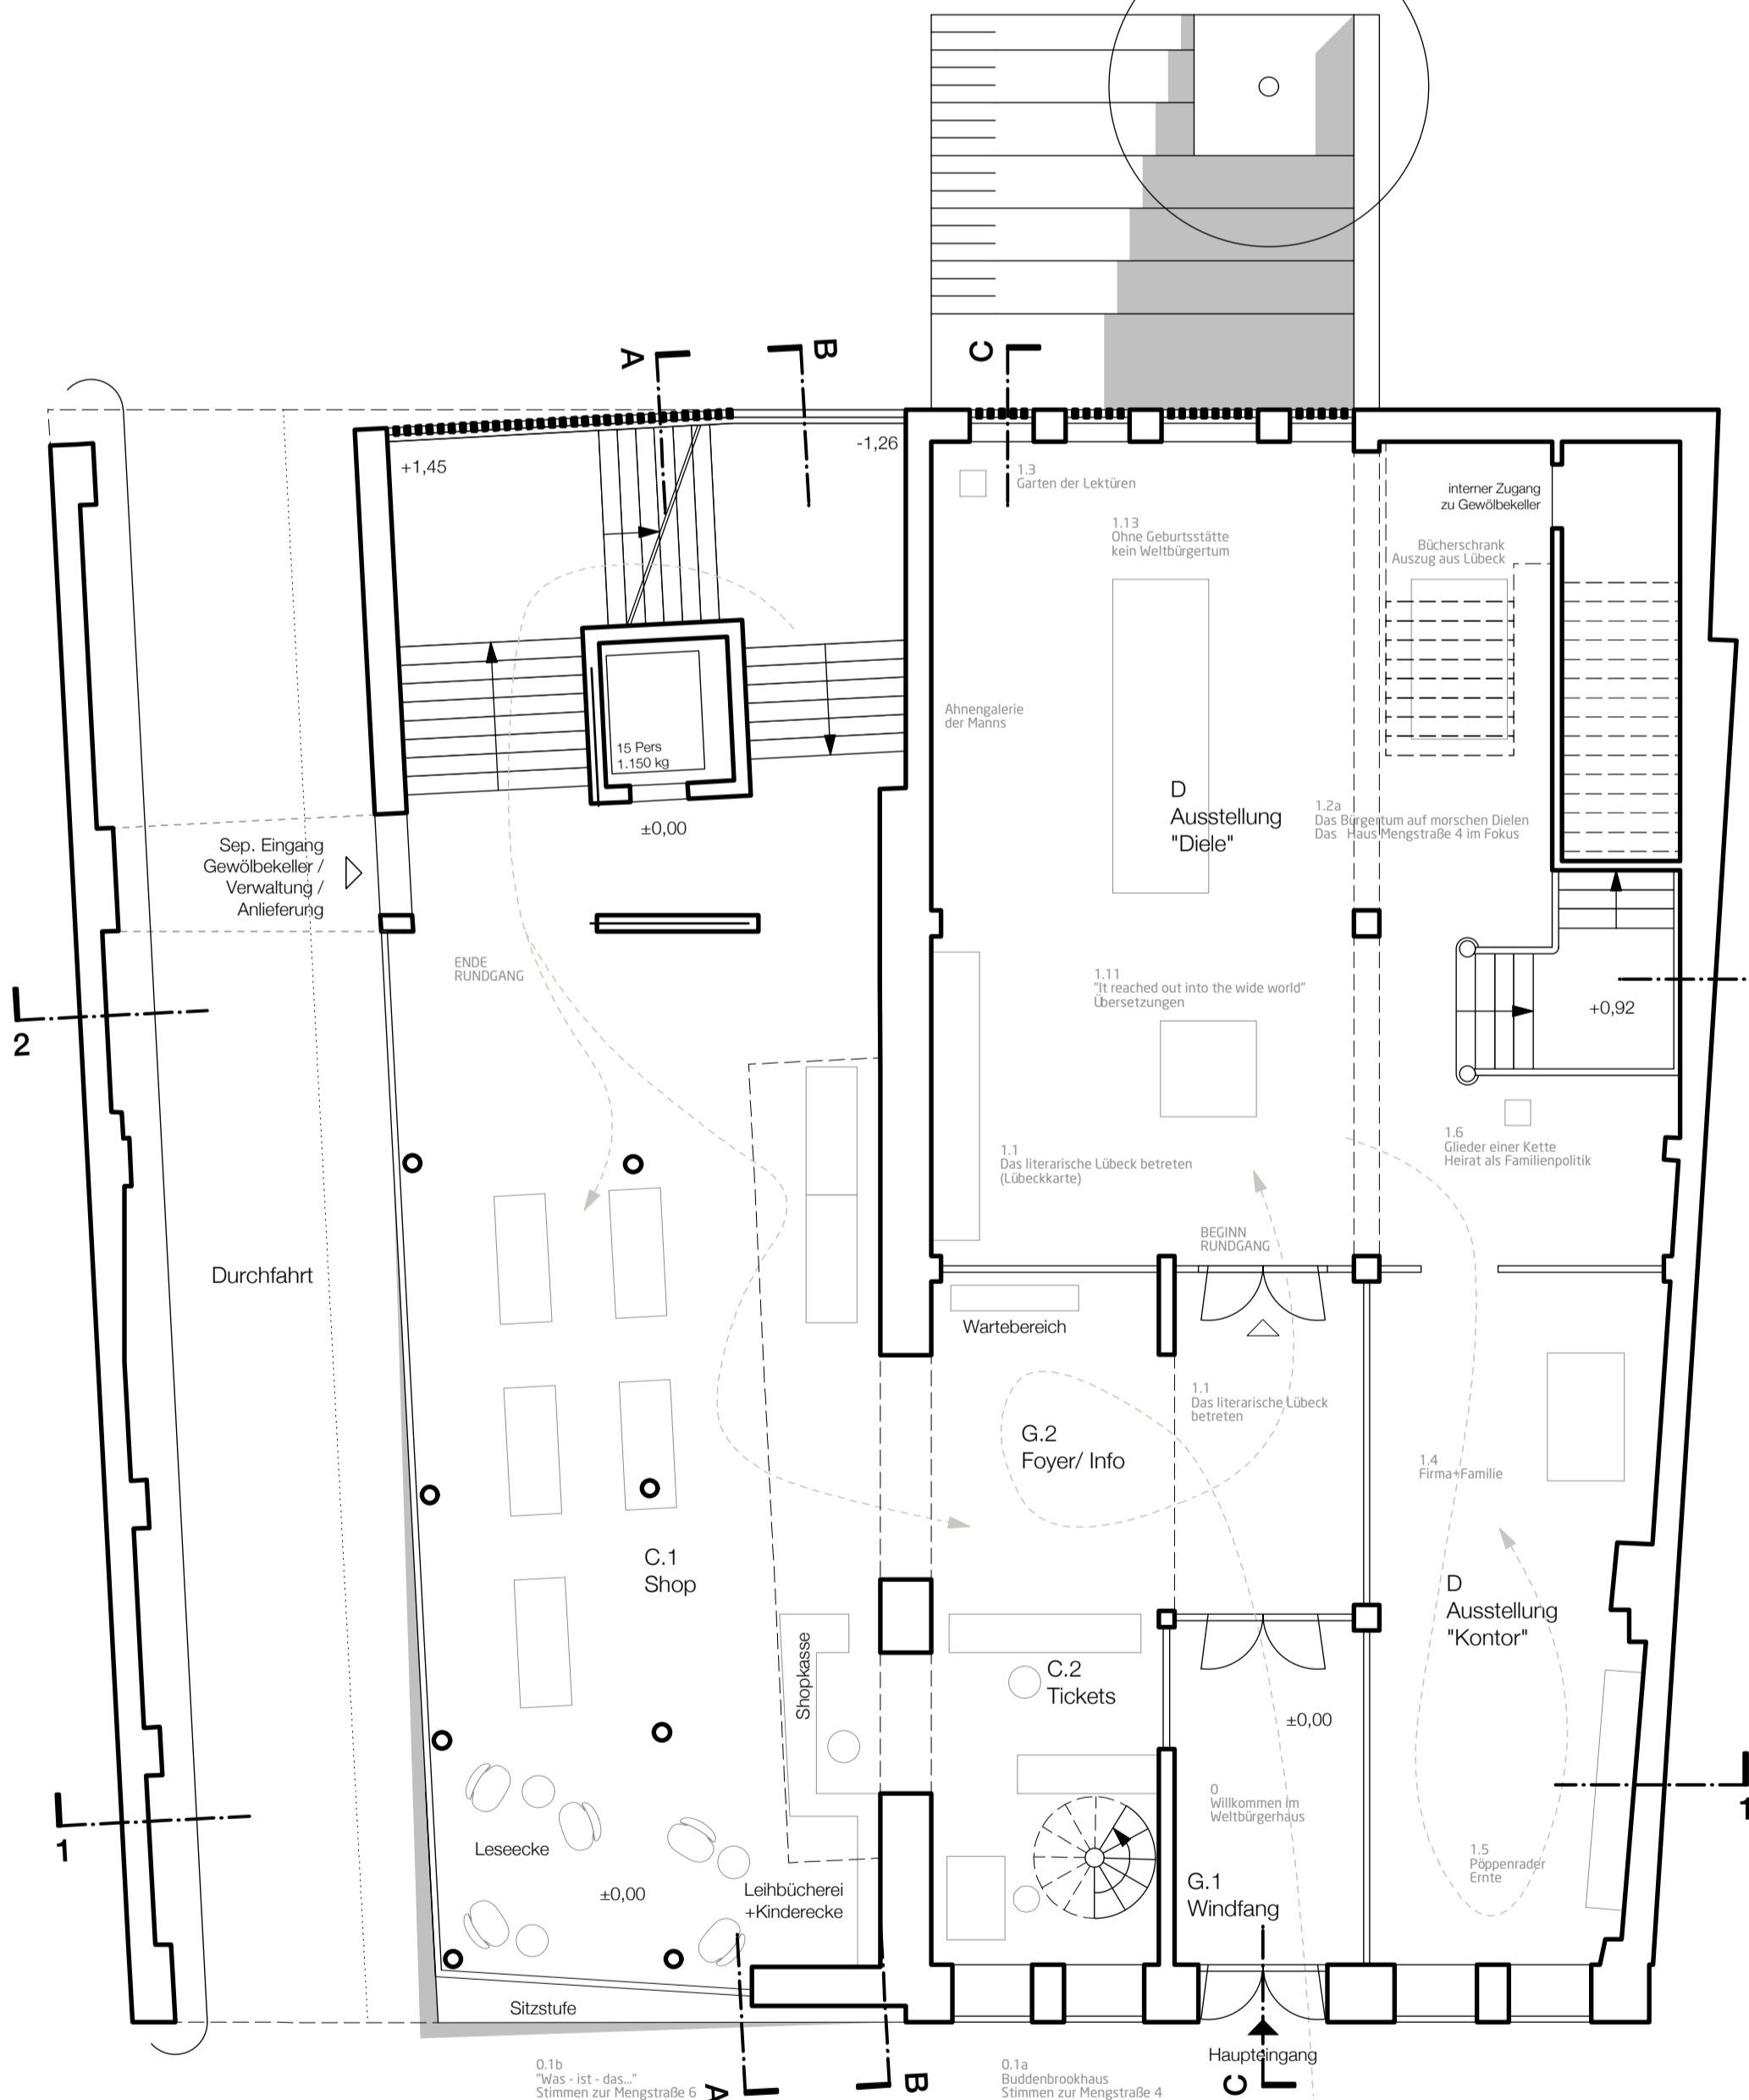 A
B
C
-1,26
+1,45
1.3
Garten der Lektüren
interner Zugang
zu Gewölbekeller
1.13
Ohne Geburtsstätte
kein Weltbürgertum
Bücherschrank
Auszug aus Lübeck
Ahnengalerie
der Manns
15 Pers
1.150 kg
D
Ausstellung
"Diele"
1.2a
Das Bürgertum auf morschen Dielen
Das Haus Mengstraße 4 im Fokus
±0,00
Sep. Eingang
Gewölbekeller /
Verwaltung /
Anlieferung
ENDE
RUNDGANG
1.11
"It reached out into the wide world"
Übersetzungen
+0,92
2
1.6
Glieder einer Kette
Heirat als Familienpolitik
1.1
Das literarische Lübeck betreten
(Lübeckkarte)
BEGINN
RUNDGANG
Durchfahrt
Wartebereich
1.1
Das literarische Lübeck
betreten
G.2
Foyer/ Info
1.4
Firma+Familie
C.1
Shop
D
Ausstellung
"Kontor"
Shopkasse
C.2
Tickets
±0,00
0
Willkommen im
Weltbürgerhaus
1
1
Leseecke
1.5
Pöppenrader
Ernte
±0,00
Leihbücherei
+Kinderecke
G.1
Windfang
Sitzstufe
Haupteingang
0.1b
"Was - ist - das..."
Stimmen zur Mengstraße 6
A
B
0.1a
Buddenbrookhaus
Stimmen zur Mengstraße 4
C